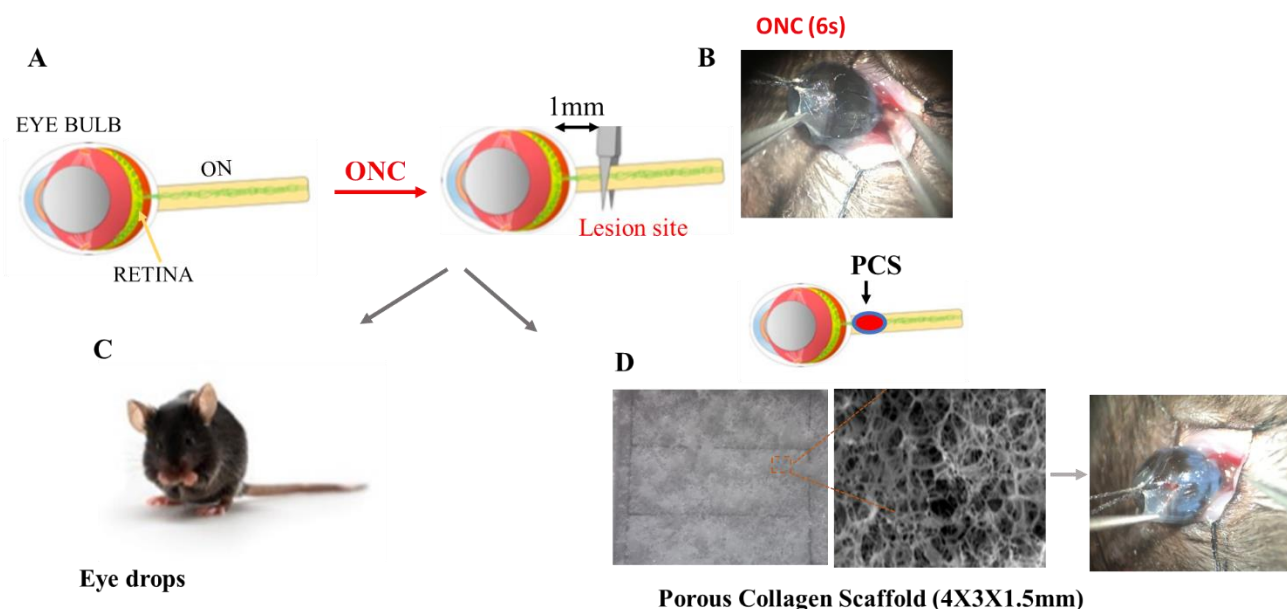 ONC (6s)
A
B
1mm
EYE BULB
ON
ONC
Lesion site
RETINA
PCS
C
D
Eye drops
Porous Collagen Scaffold (4X3X1.5mm)